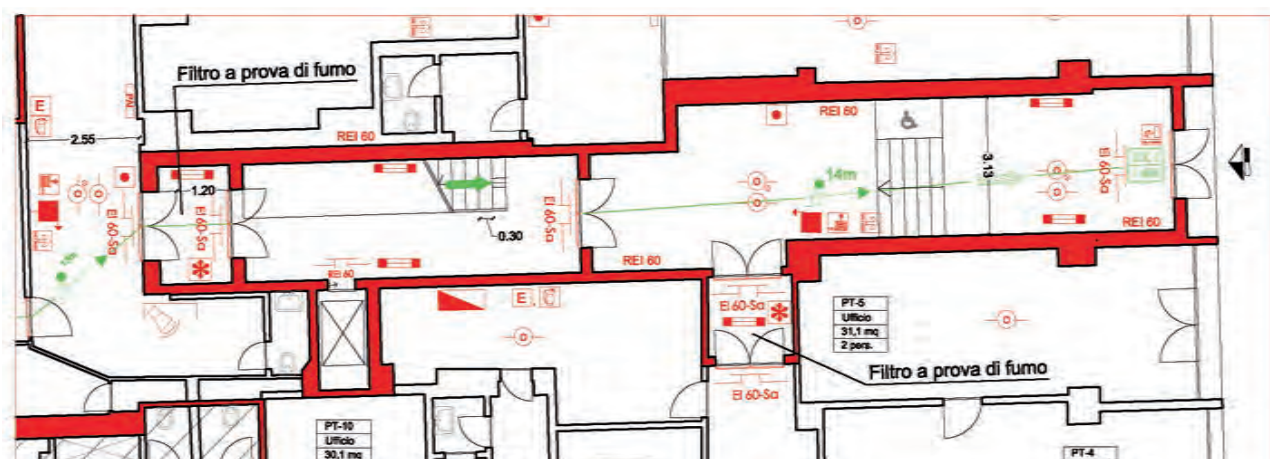 Filtro a prova di fumo
E
PAI
2.55
REI 60
REI 60
1.20
EI 60-Sa
EI 60-Sa
EI 60-Sa
0.30
REI 60
REI 60
14m
3.13
EI 60-Sa
REI 60
E
EI 60-Sa
EI 60-Sa
PT-5
Ufficio
31,1 mq
2 pers.
Filtro a prova di fumo
PT-10
Ufficio
30,1 mq
PT-4